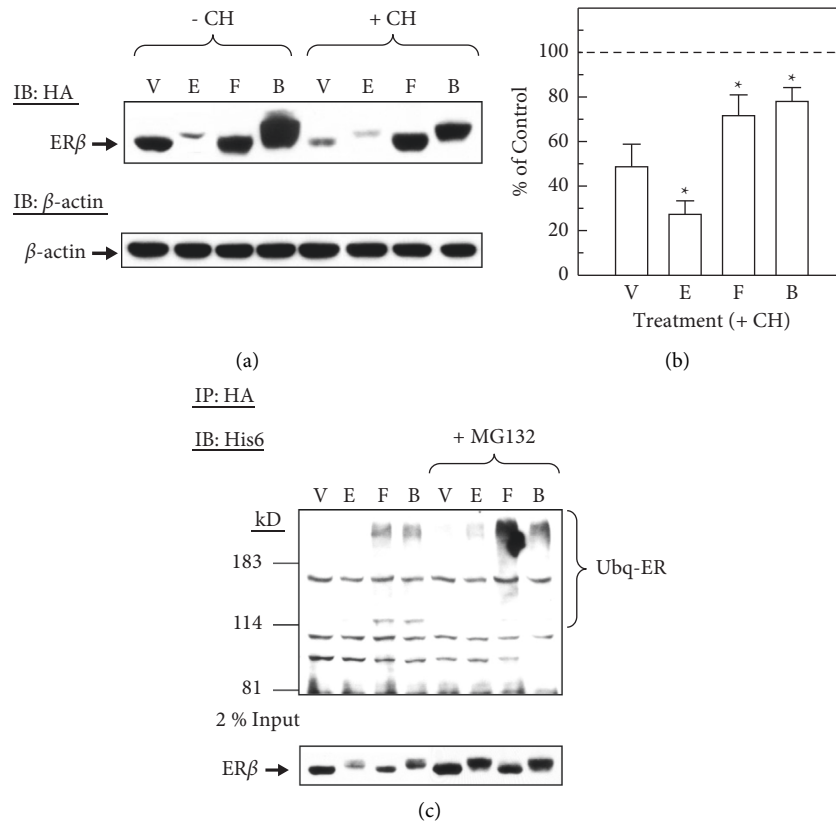 - CH + CH
V E F B V E F B
IB: HA
ERβ
IB: β-actin
β-actin
(a)
100
80
60
40
20
0
% of Control
* * *
V E F B
Treatment (+ CH)
(b)
IP: HA
IB: His6
+ MG132
V E F B V E F B
kD
183
114
81
Ubq-ER
2 % Input
ERβ
(c)